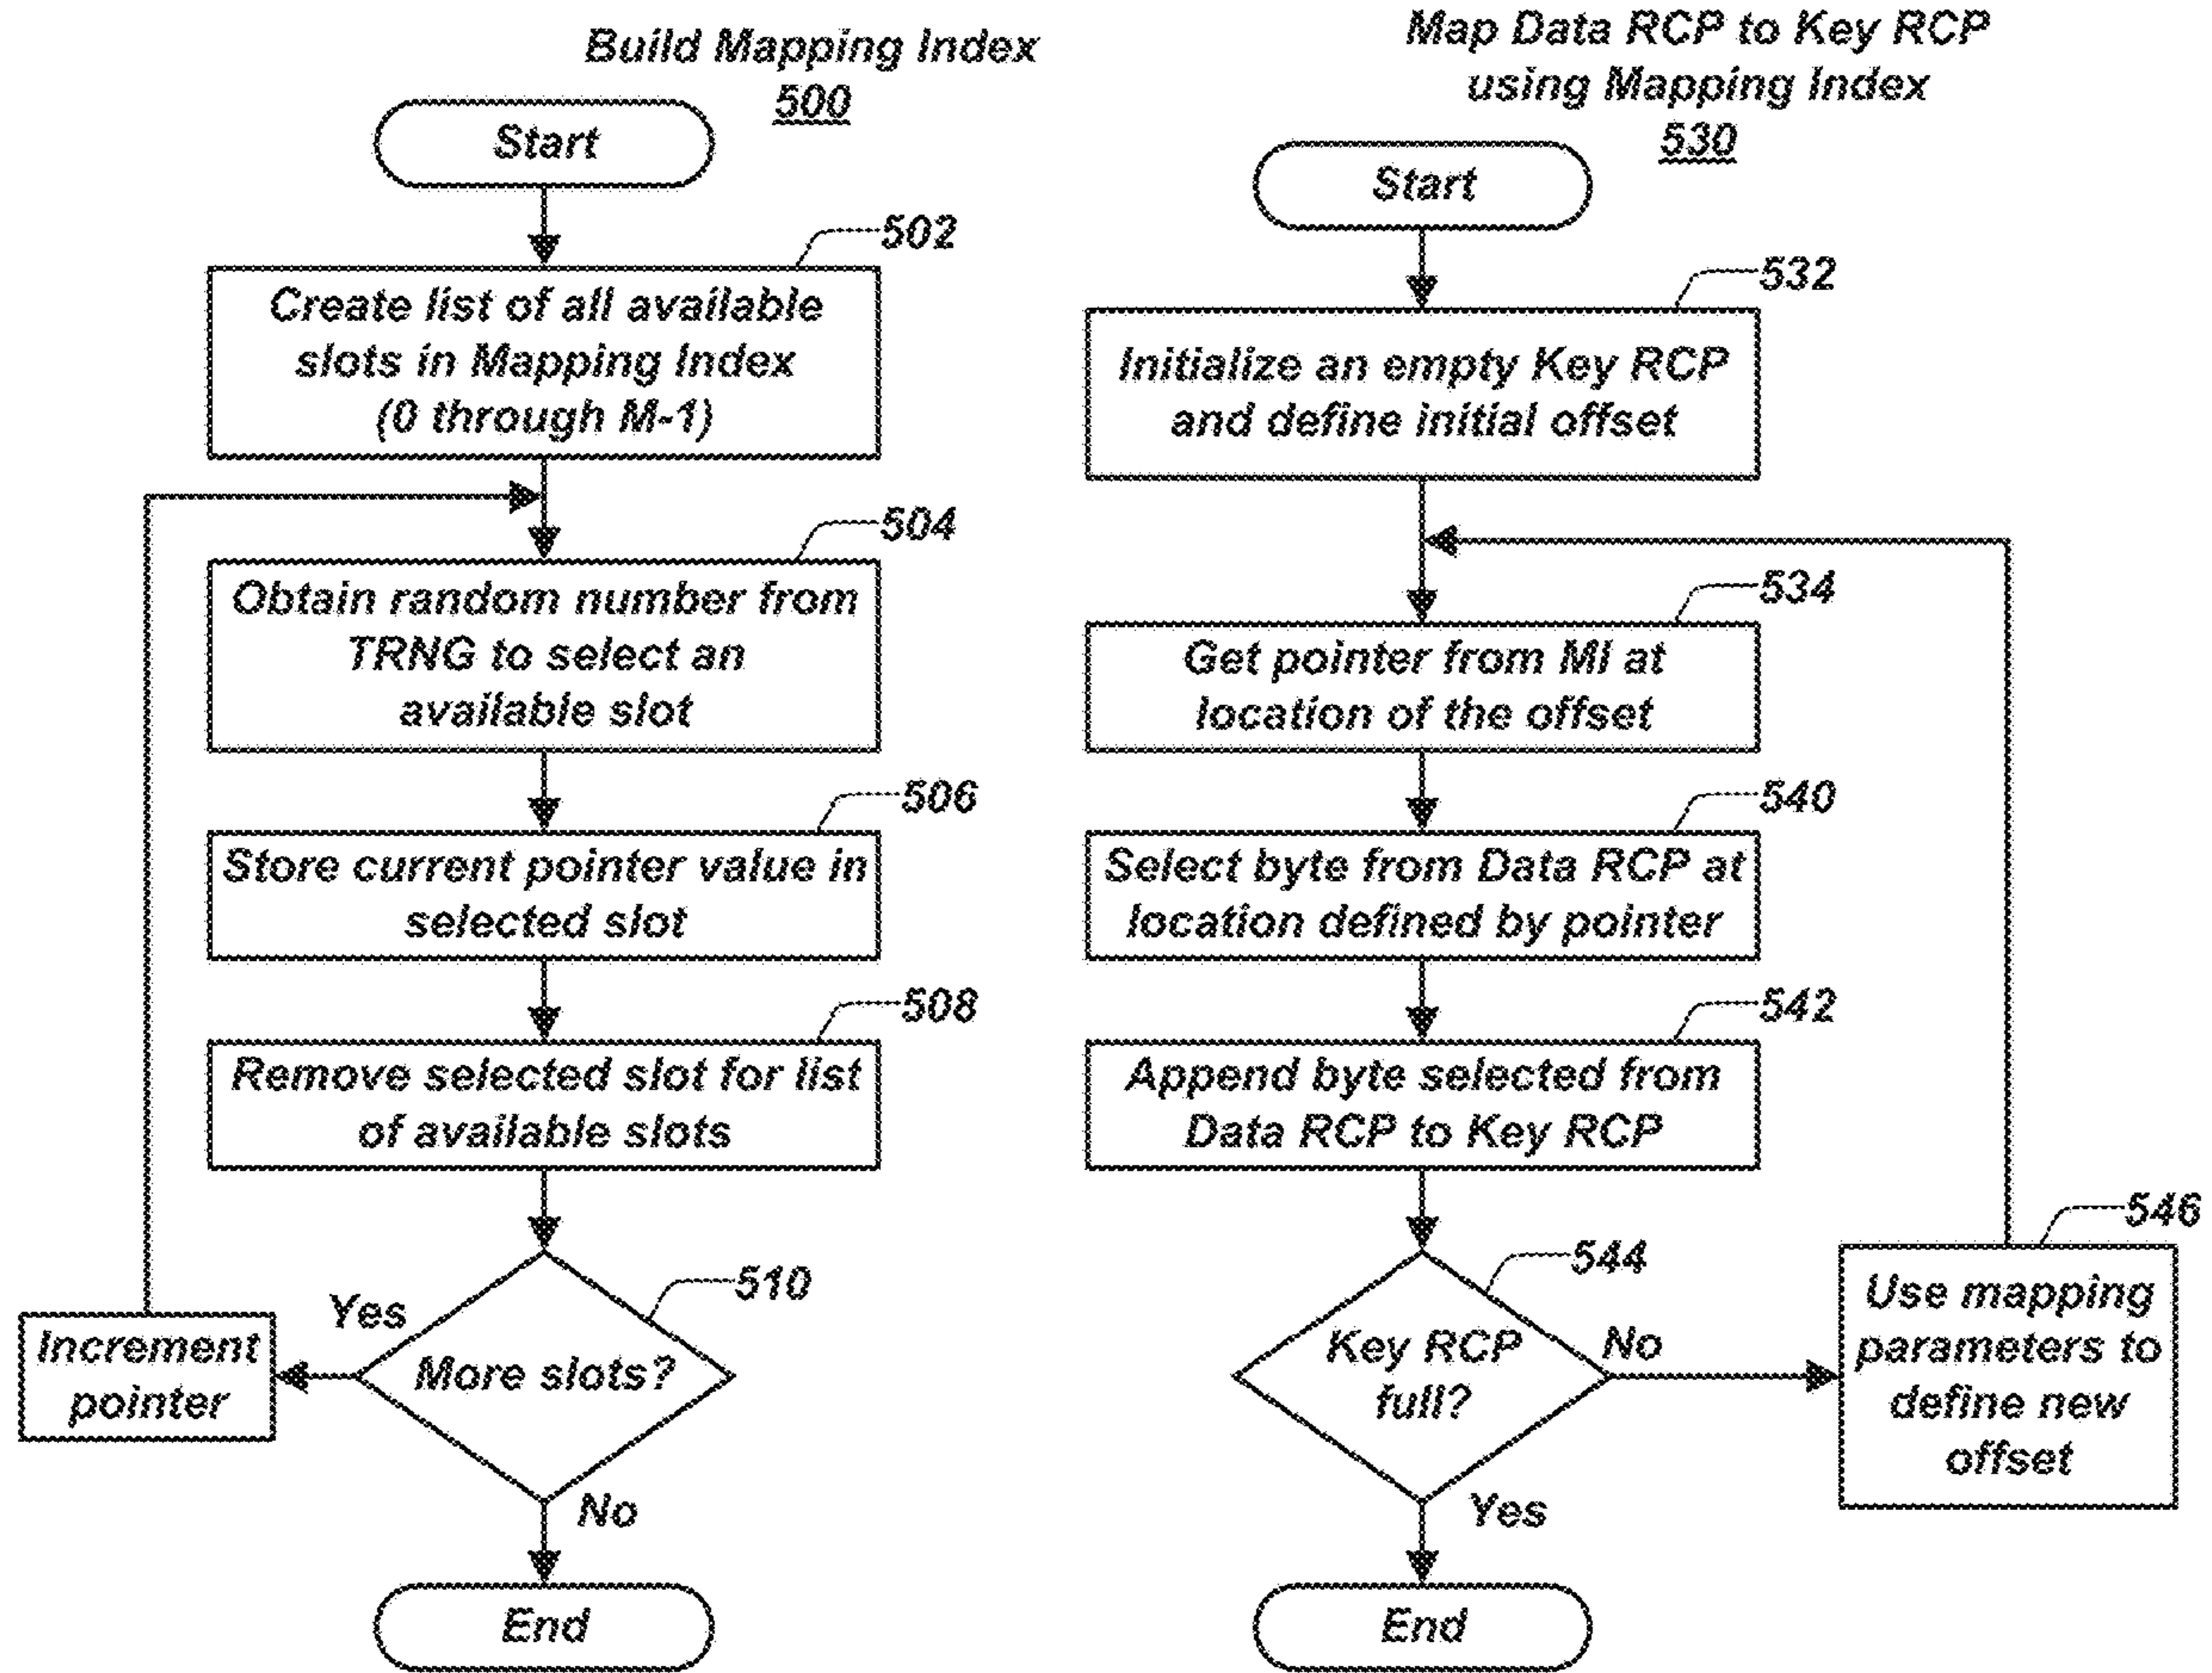 Build Mapping Index
500
Start
502
Create list of all available
slots in Mapping Index
(0 through M-1)
504
Obtain random number from
TRNG to select an
available slot
506
Store current pointer value in
selected slot
508
Remove selected slot for list
of available slots
510
More slots?
Yes
Increment
pointer
No
End
Map Data RCP to Key RCP
using Mapping Index
530
Start
532
Initialize an empty Key RCP
and define initial offset
534
Get pointer from MI at
location of the offset
540
Select byte from Data RCP at
location defined by pointer
542
Append byte selected from
Data RCP to Key RCP
544
Key RCP
full?
No
546
Use mapping
parameters to
define new
offset
Yes
End